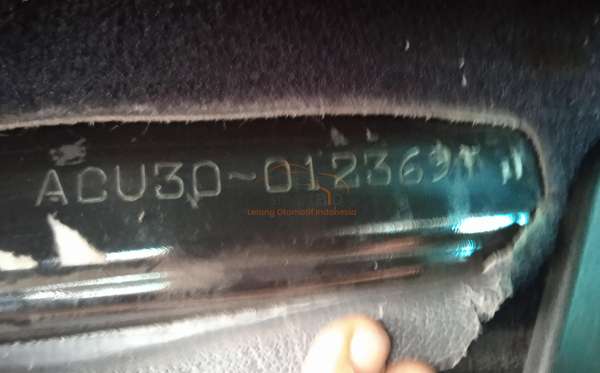 ACU30-012369
Lelang Otomotif Indonesia